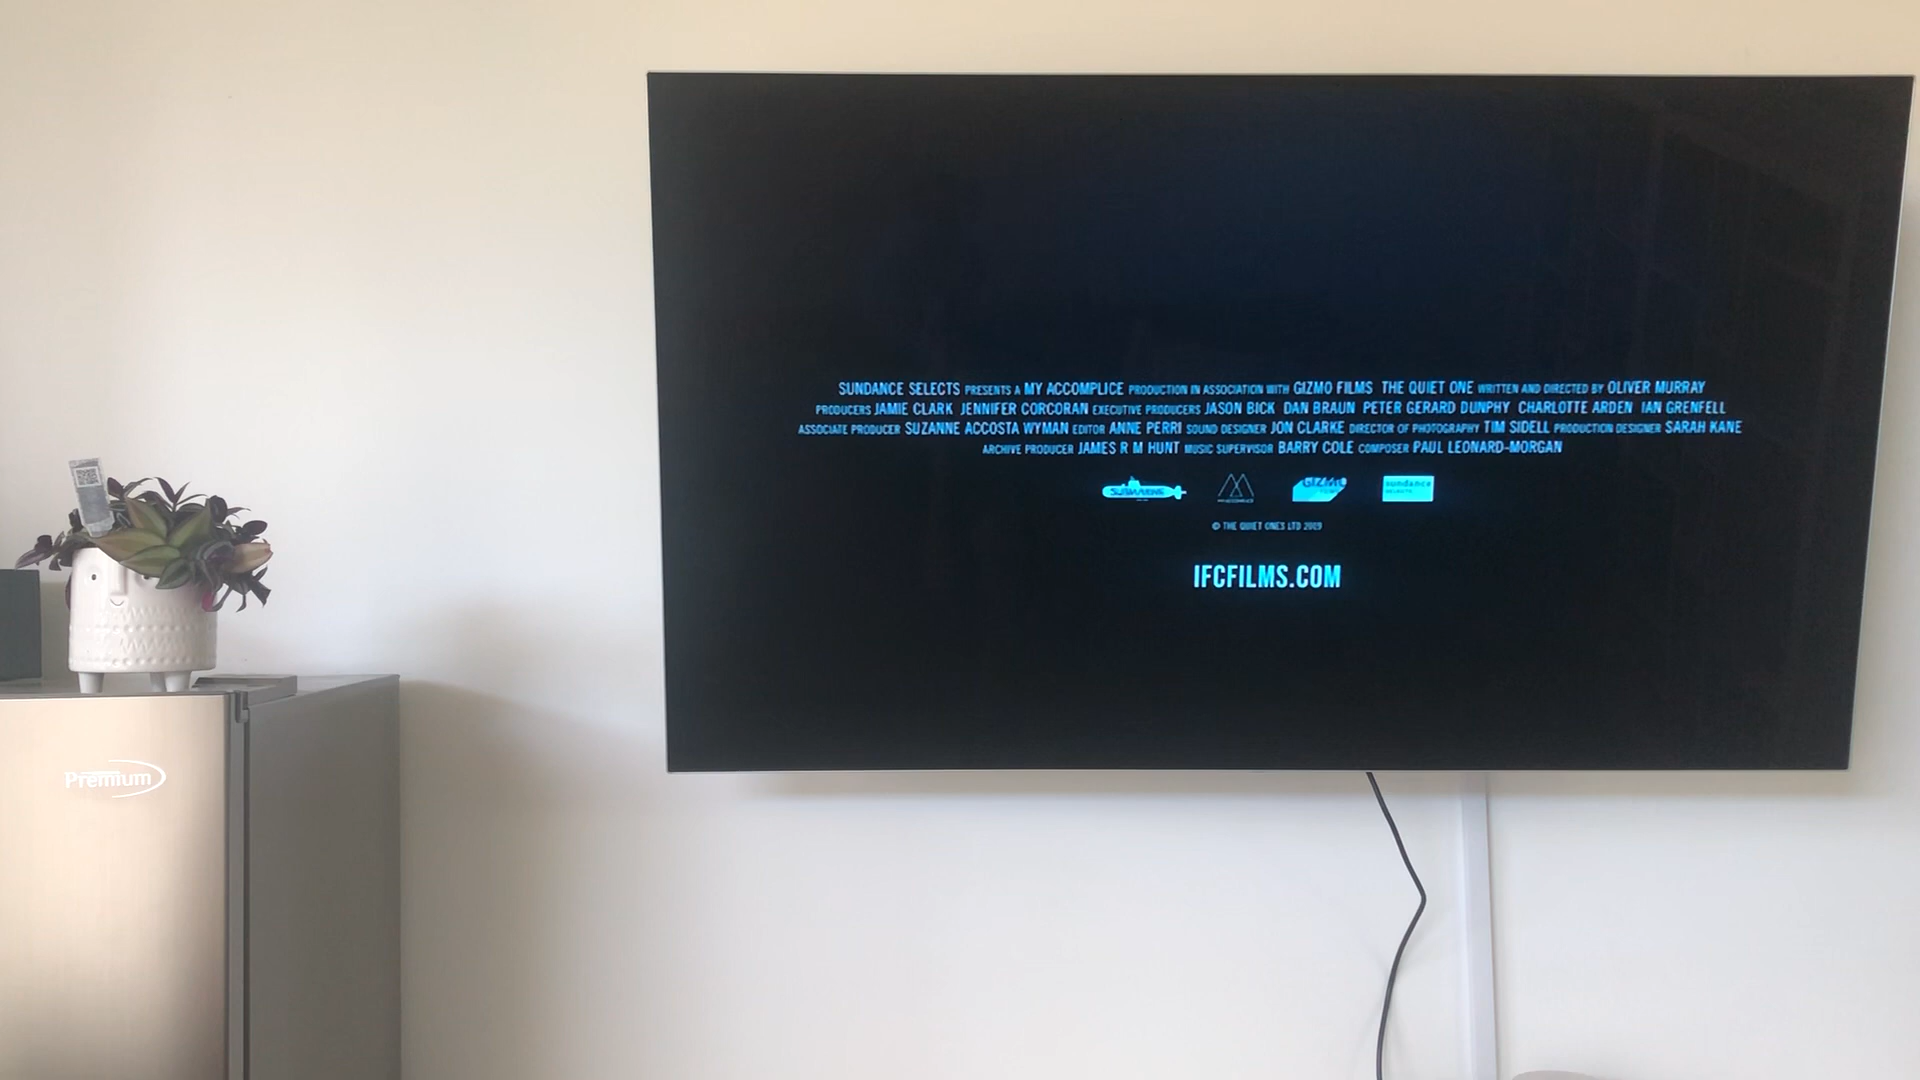 SUNDANCE SELECTS PRESENTS A MY ACCOMPLICE PRODUCTION IN ASSOCIATION WITH GIZMO FILMS THE QUIET ONE WRITTEN AND DIRECTED BY OLIVER MURRAY
PRODUCERS JAMIE CLARK JENNIFER CORCORAN EXECUTIVE PRODUCERS JASON BICK DAN BRAUN PETER GERARD DUNPHY CHARLOTTE ARDEN IAN GRENFELL
ASSOCIATE PRODUCER SUZANNE ACCOSTA WYMAN EDITOR ANNE PERRI SOUND DESIGNER JON CLARKE DIRECTOR OF PHOTOGRAPHY TIM SIDELL PRODUCTION DESIGNER SARAH KANE
ARCHIVE PRODUCER JAMES R M HUNT MUSIC SUPERVISOR BARRY COLE COMPOSER PAUL LEONARD-MORGAN
SUBMARINE
GIZMO
sundance
© THE QUIET ONES LTD 2019
IFCFILMS.COM
Premium